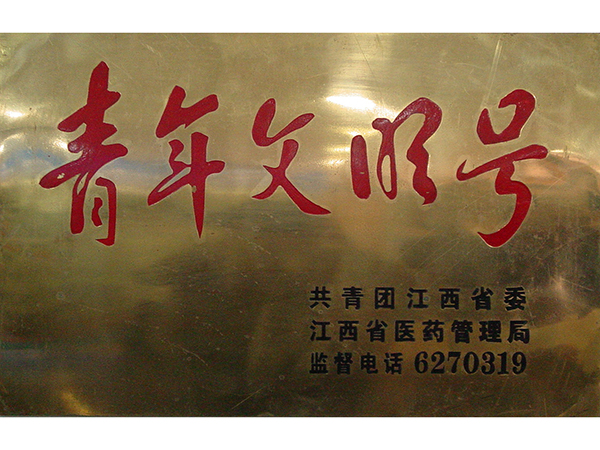 青年文明号
共青团江西省委
江西省医药管理局
监督电话 6270319